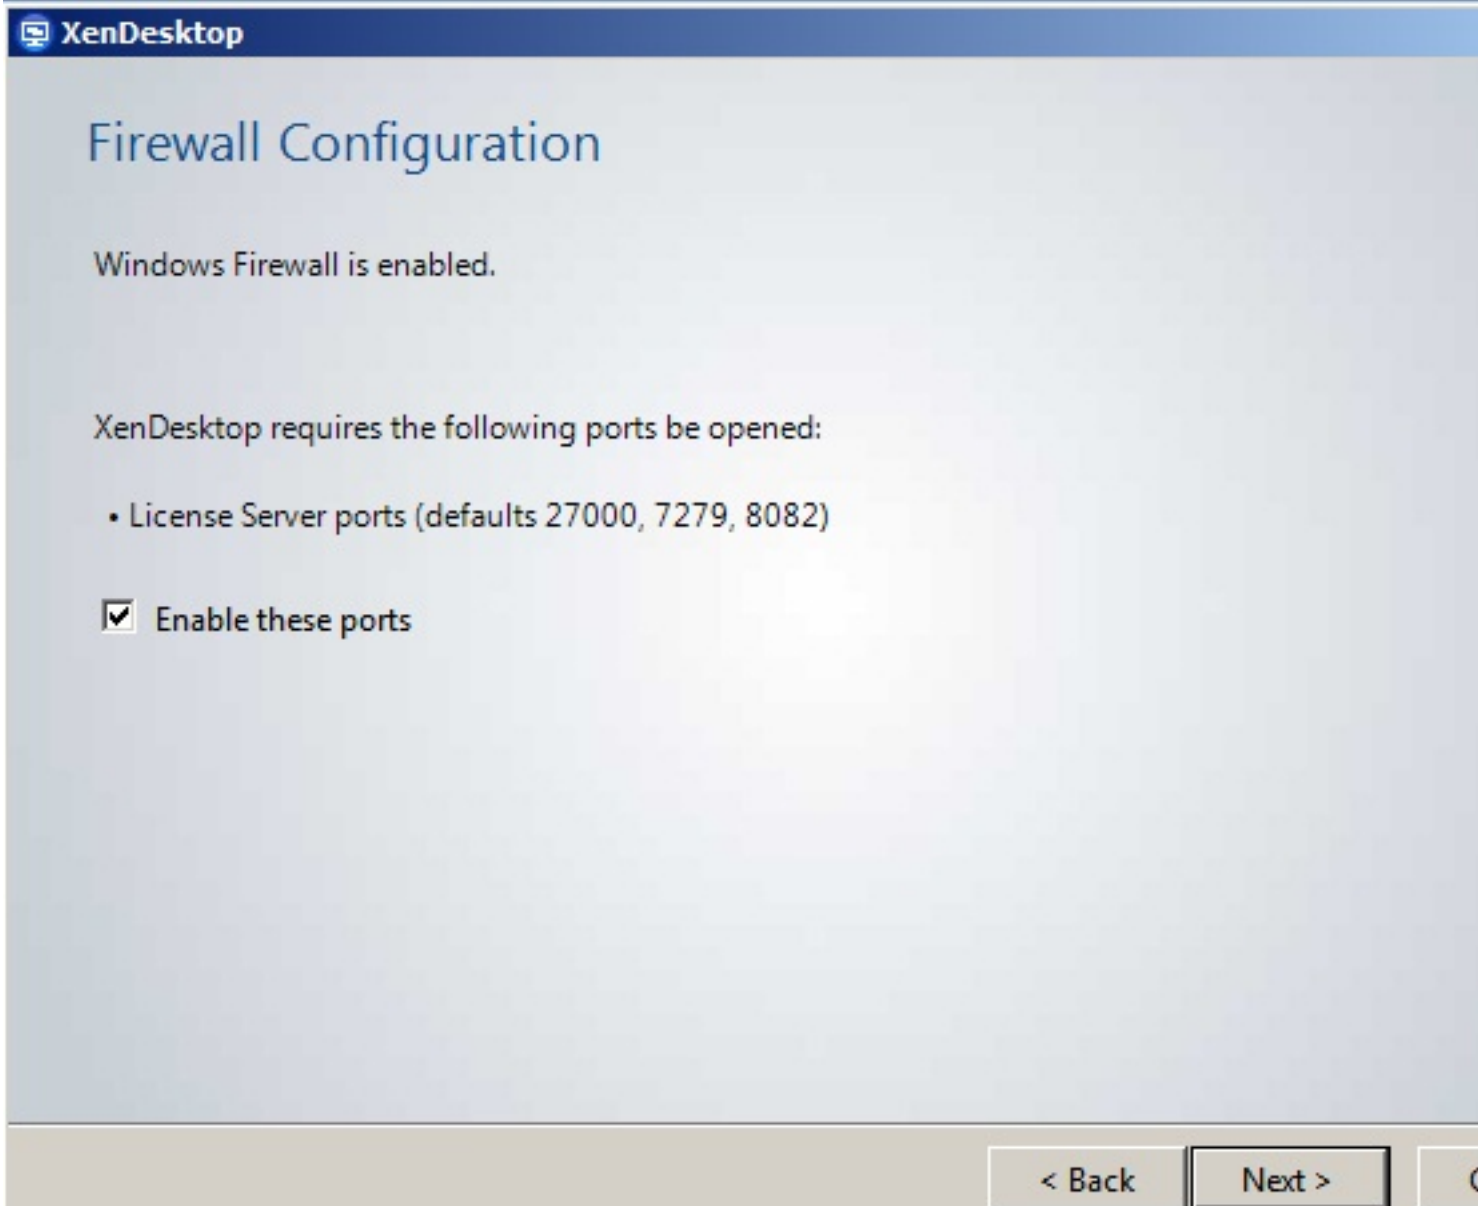 XenDesktop
Firewall Configuration
Windows Firewall is enabled.
XenDesktop requires the following ports be opened:
• License Server ports (defaults 27000, 7279, 8082)
Enable these ports
< Back
Next >